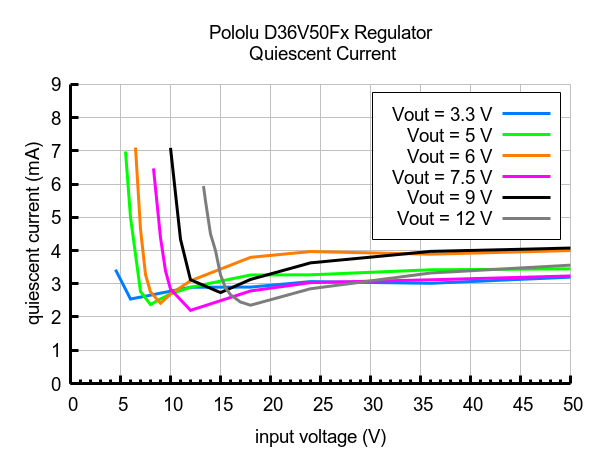 Pololu D36V50Fx Regulator
Quiescent Current
quiescent current (mA)
9
8
7
6
5
4
3
2
1
0
Vout = 3.3 V
Vout = 5 V
Vout = 6 V
Vout = 7.5 V
Vout = 9 V
Vout = 12 V
0 5 10 15 20 25 30 35 40 45 50
input voltage (V)